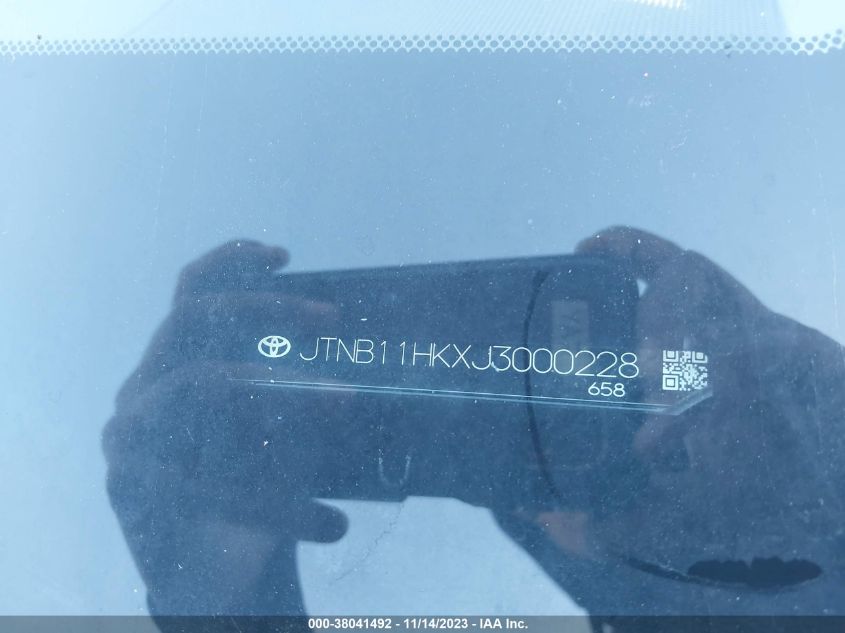 JTNB11HKXJ3000228
658
000-38041492 - 11/14/2023 - IAA Inc.